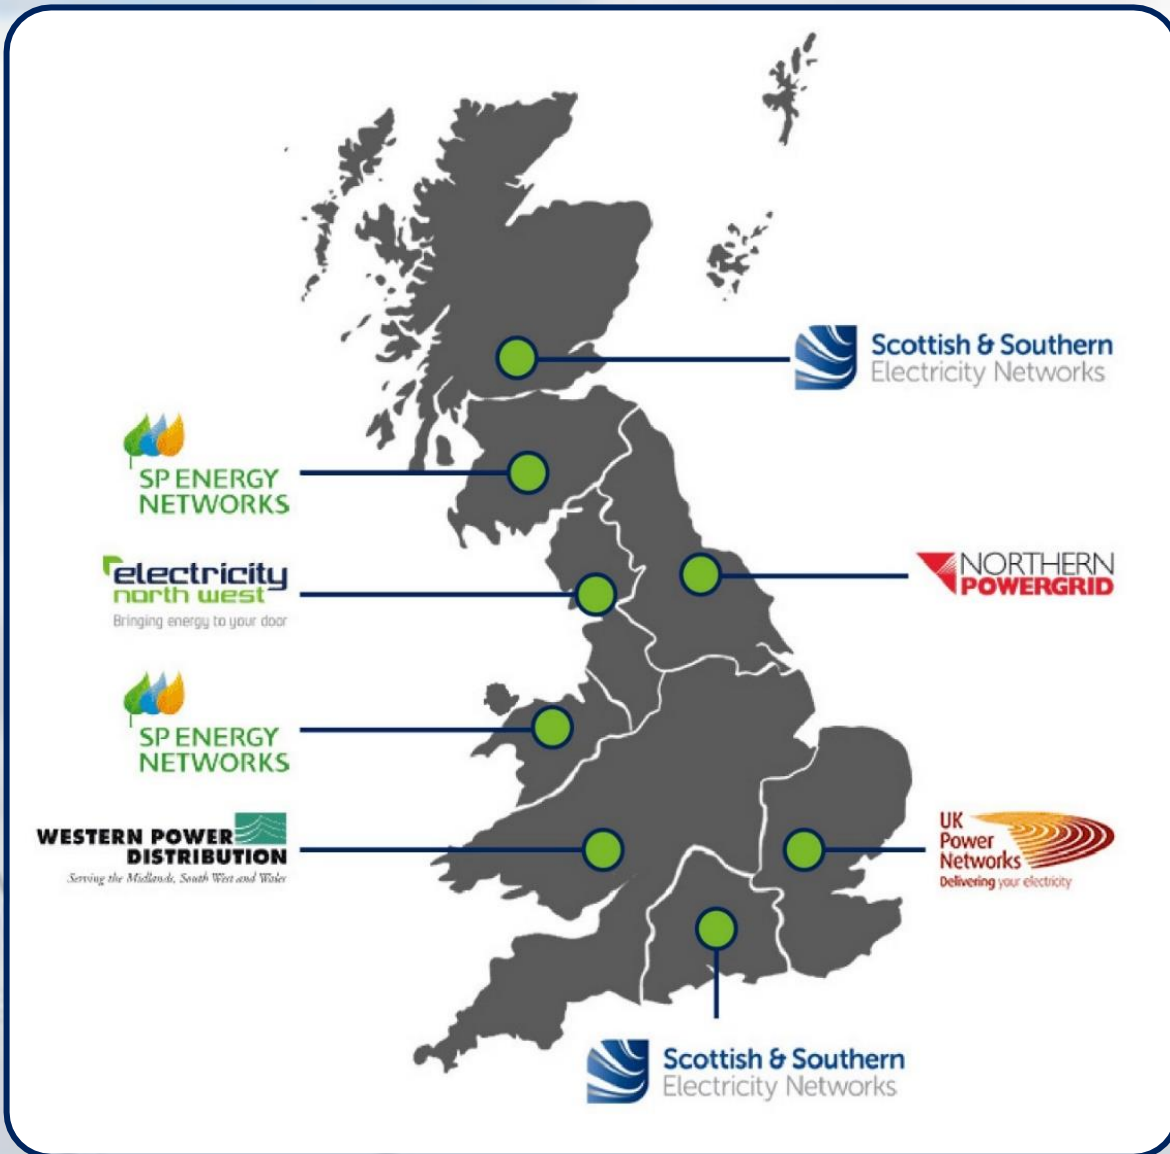 Scottish & Southern
Electricity Networks
SP ENERGY
NETWORKS
electricity
north west
Bringing energy to your door
NORTHERN
POWERGRID
SP ENERGY
NETWORKS
WESTERN POWER
DISTRIBUTION
Serving the Midlands, South West and Wales
UK
Power
Networks
Delivering your electricity
Scottish & Southern
Electricity Networks